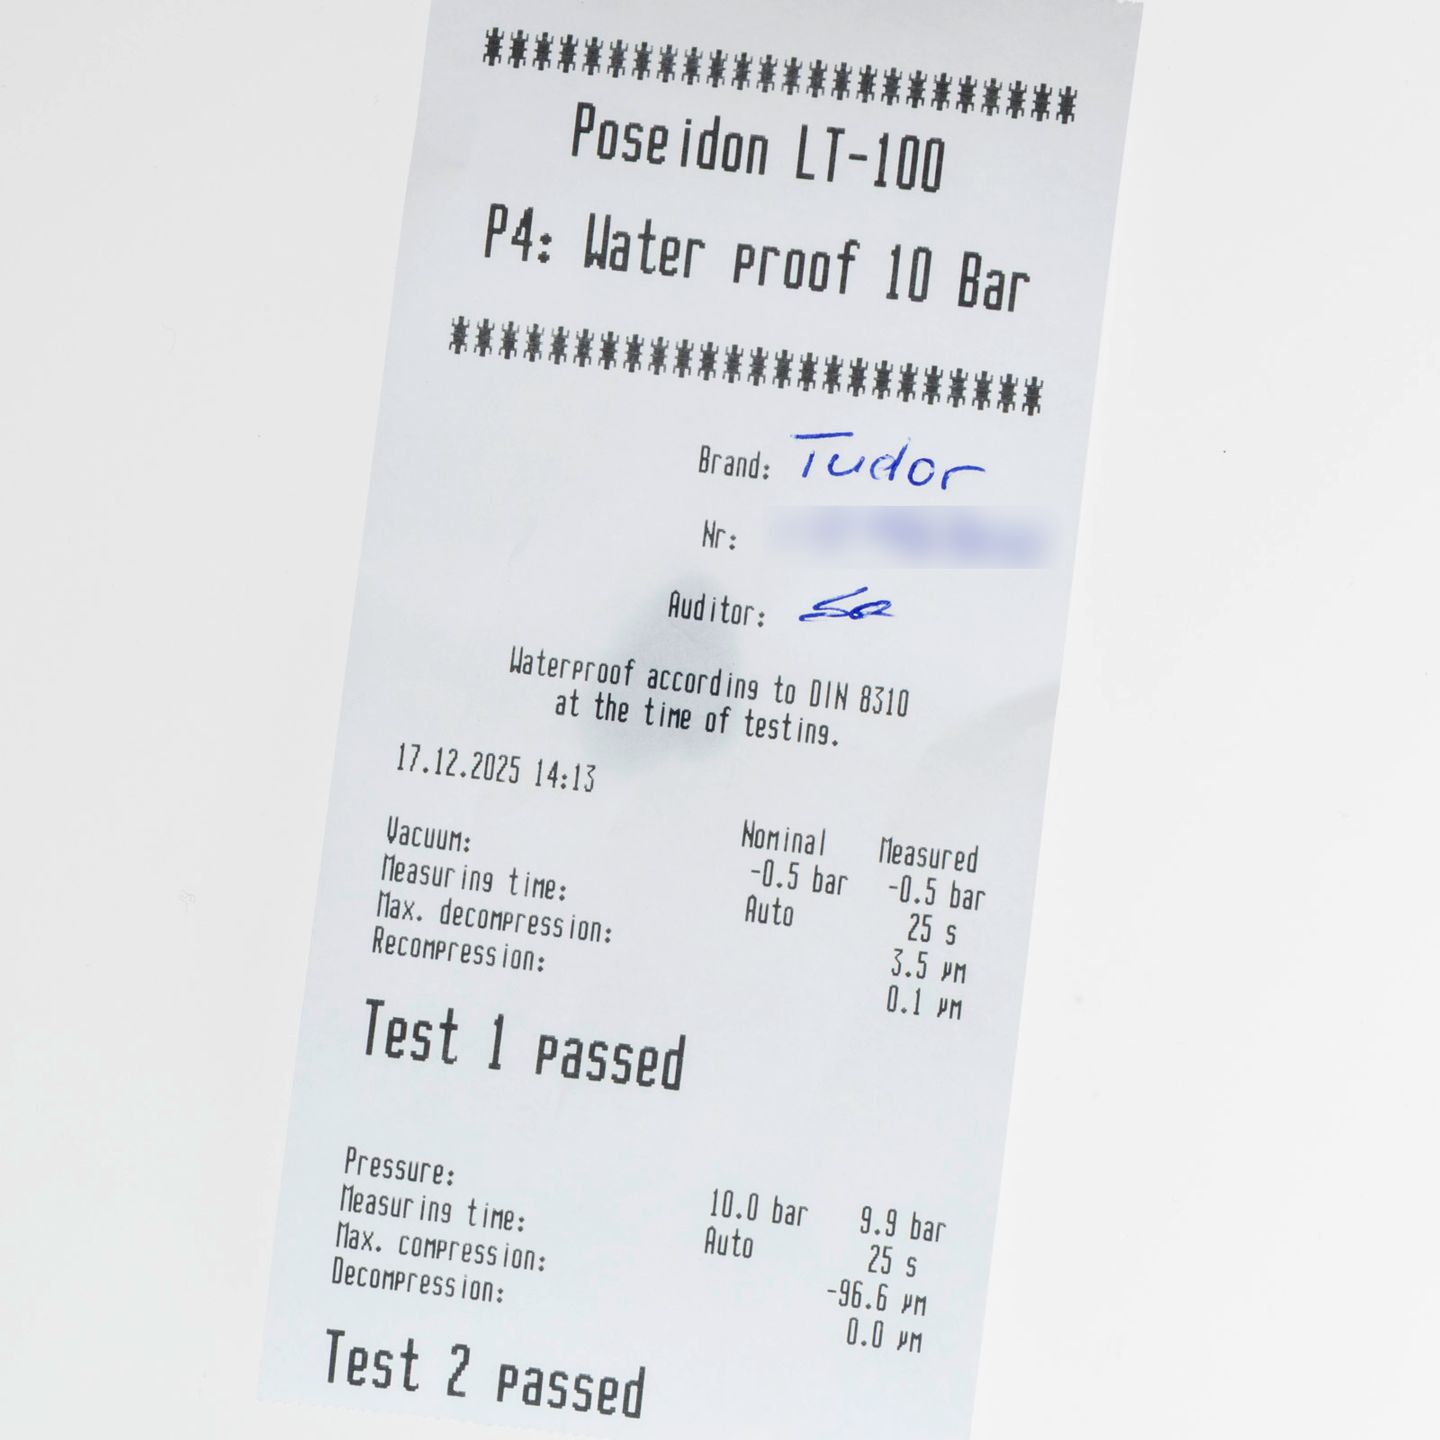 Poseidon LT-100
P4: Water proof 10 Bar
Brand: Tudor
Nr:
Auditor:
Waterproof according to DIN 8310
at the time of testing.
17.12.2025 14:13
Nominal Measured
Vacuum: -0.5 bar -0.5 bar
Measuring time: Auto 25 s
Max. decompression: 3.5 µm
Recompression: 0.1 µm
Test 1 passed
Pressure: 10.0 bar 9.9 bar
Measuring time: Auto 25 s
Max. compression: -96.6 µm
Decompression: 0.0 µm
Test 2 passed